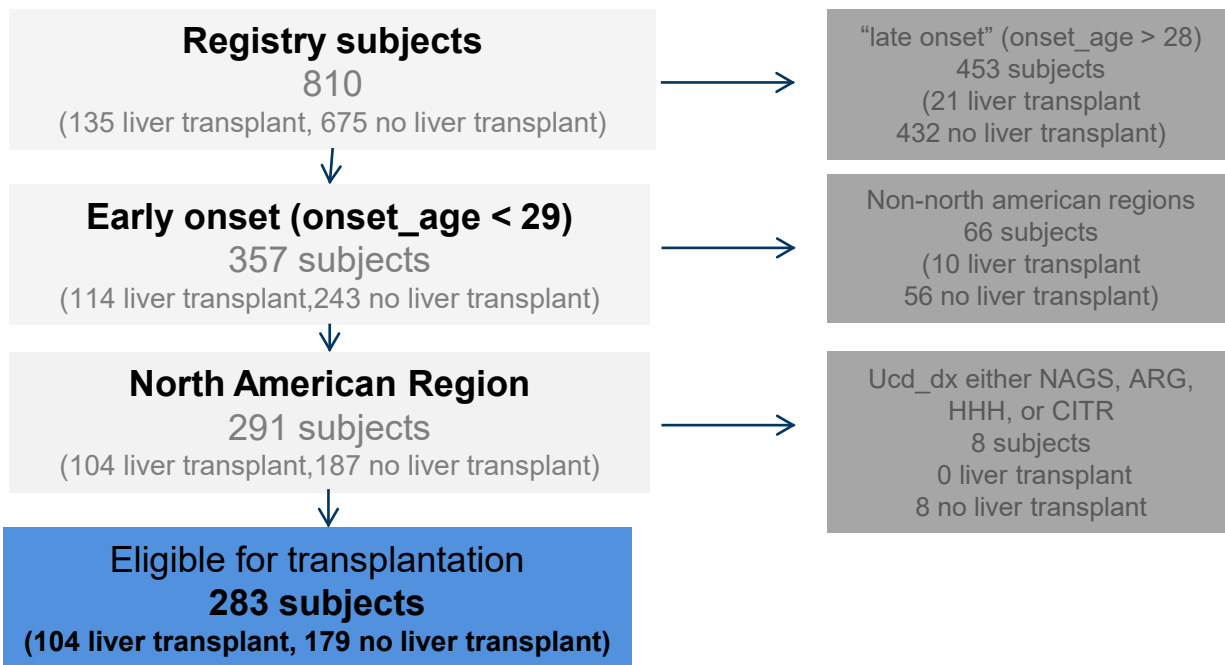 Registry subjects
810
(135 liver transplant, 675 no liver transplant)
“late onset” (onset_age > 28)
453 subjects
(21 liver transplant
432 no liver transplant)
Early onset (onset_age < 29)
357 subjects
(114 liver transplant,243 no liver transplant)
Non-north american regions
66 subjects
(10 liver transplant
56 no liver transplant)
North American Region
291 subjects
(104 liver transplant,187 no liver transplant)
Ucd_dx either NAGS, ARG,
HHH, or CITR
8 subjects
0 liver transplant
8 no liver transplant
Eligible for transplantation
283 subjects
(104 liver transplant, 179 no liver transplant)